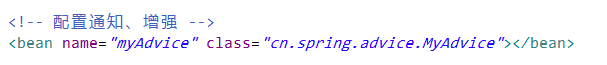 <!-- 配置通知、增强 -->
<bean name="myAdvice" class="cn.spring.advice.MyAdvice"></bean>